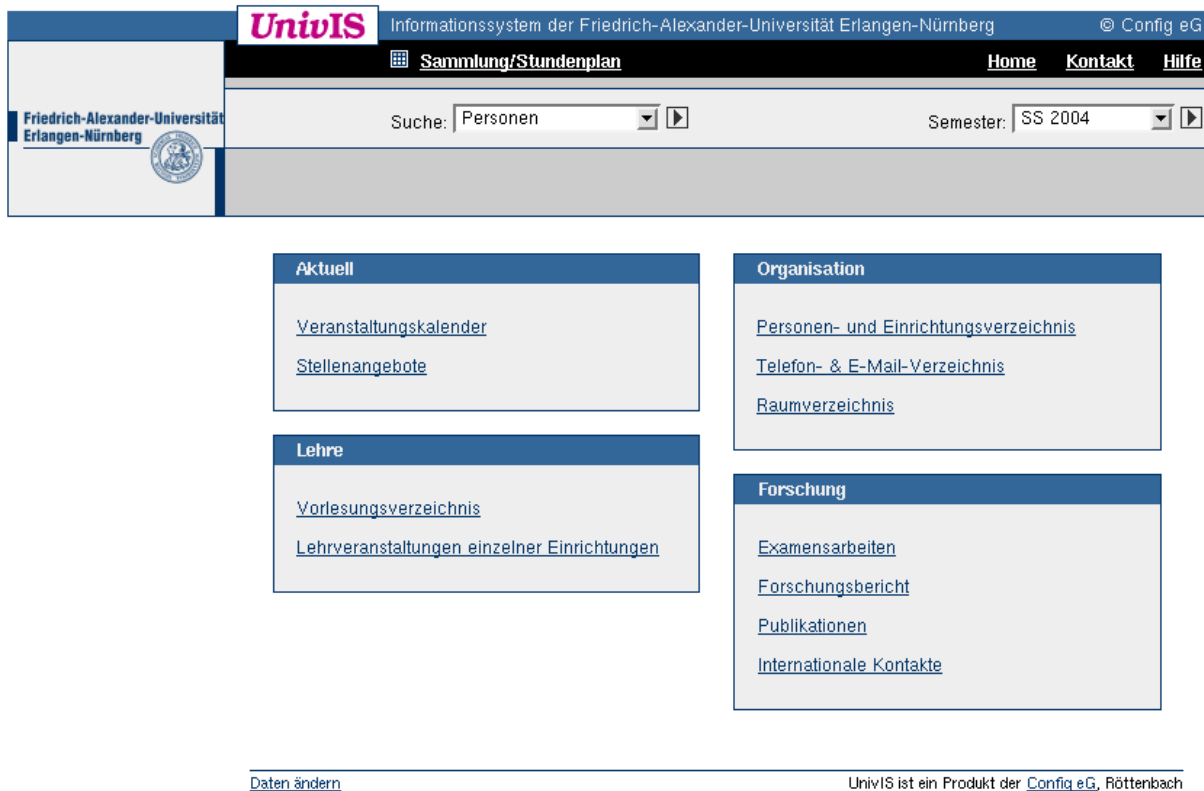 UnivIS Informationssystem der Friedrich-Alexander-Universität Erlangen-Nürnberg © Config eG
Sammlung/Stundenplan Home Kontakt Hilfe
Friedrich-Alexander-Universität
Erlangen-Nürnberg
Suche: Personen Semester: SS 2004
Aktuell
Veranstaltungskalender
Stellenangebote
Lehre
Vorlesungsverzeichnis
Lehrveranstaltungen einzelner Einrichtungen
Organisation
Personen- und Einrichtungsverzeichnis
Telefon- & E-Mail-Verzeichnis
Raumverzeichnis
Forschung
Examensarbeiten
Forschungsbericht
Publikationen
Internationale Kontakte
Daten ändern UnivIS ist ein Produkt der Config eG, Röttenbach